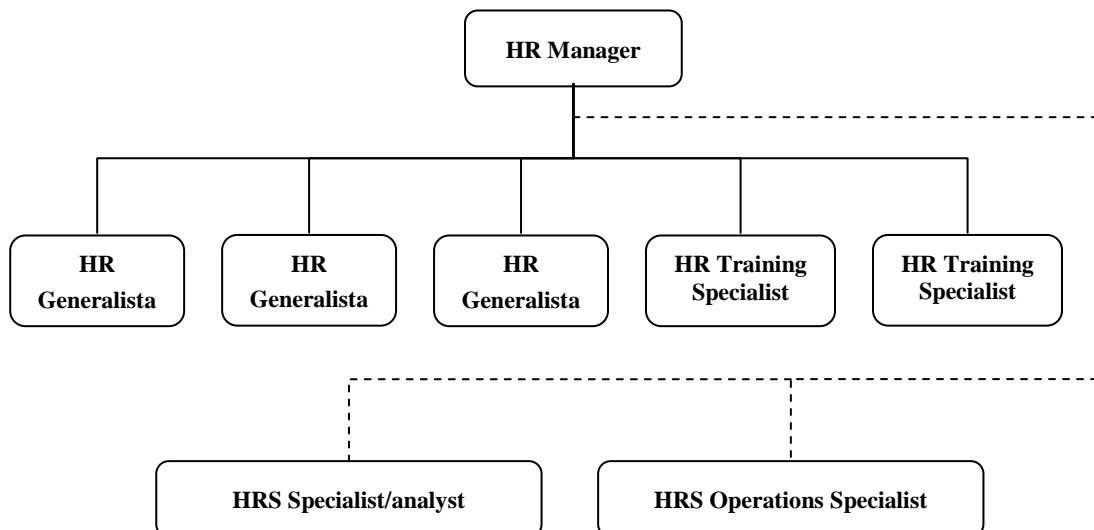 HR Manager
HR
Generalista
HR
Generalista
HR
Generalista
HR Training
Specialist
HR Training
Specialist
HRS Specialist/analyst
HRS Operations Specialist